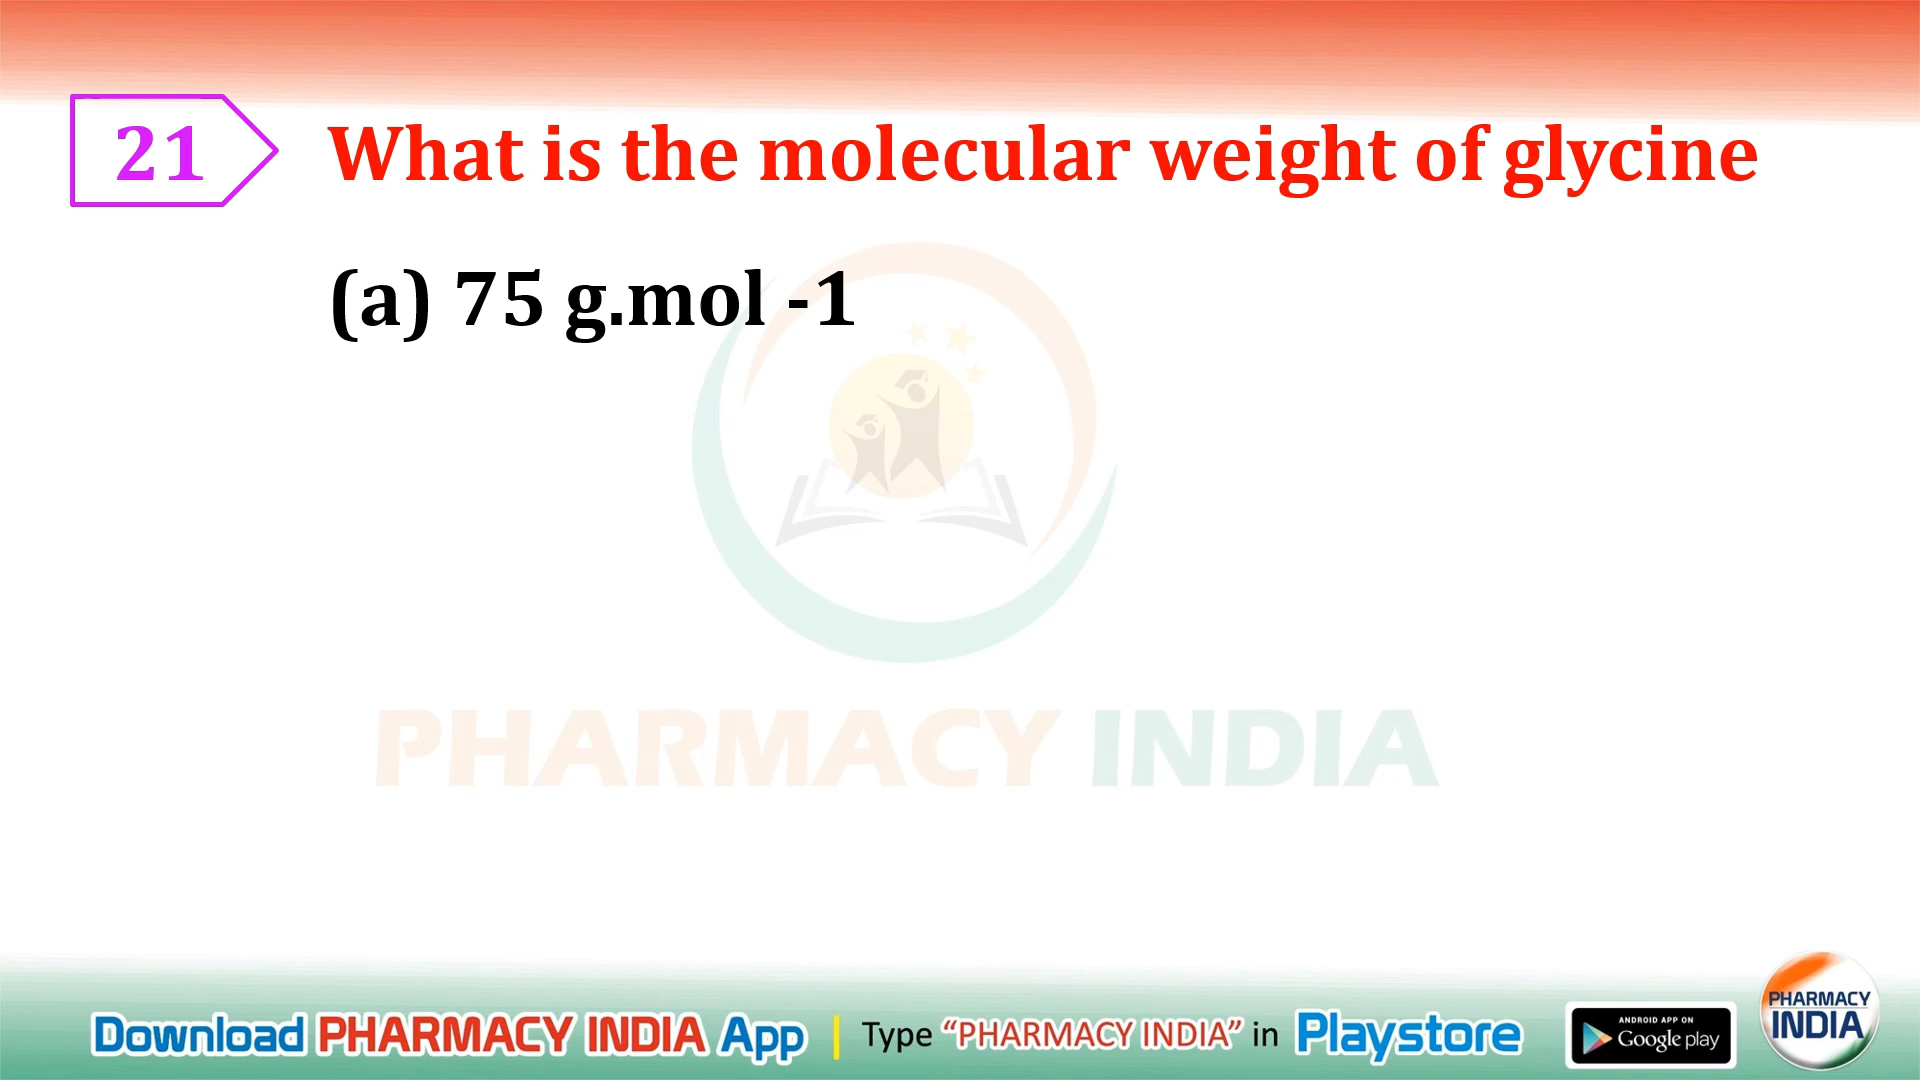 21
What is the molecular weight of glycine
(a) 75 g.mol -1
PHARMACY INDIA
Download PHARMACY INDIA App | Type “PHARMACY INDIA” in Playstore
ANDROID APP ON
Google play
PHARMACY
INDIA